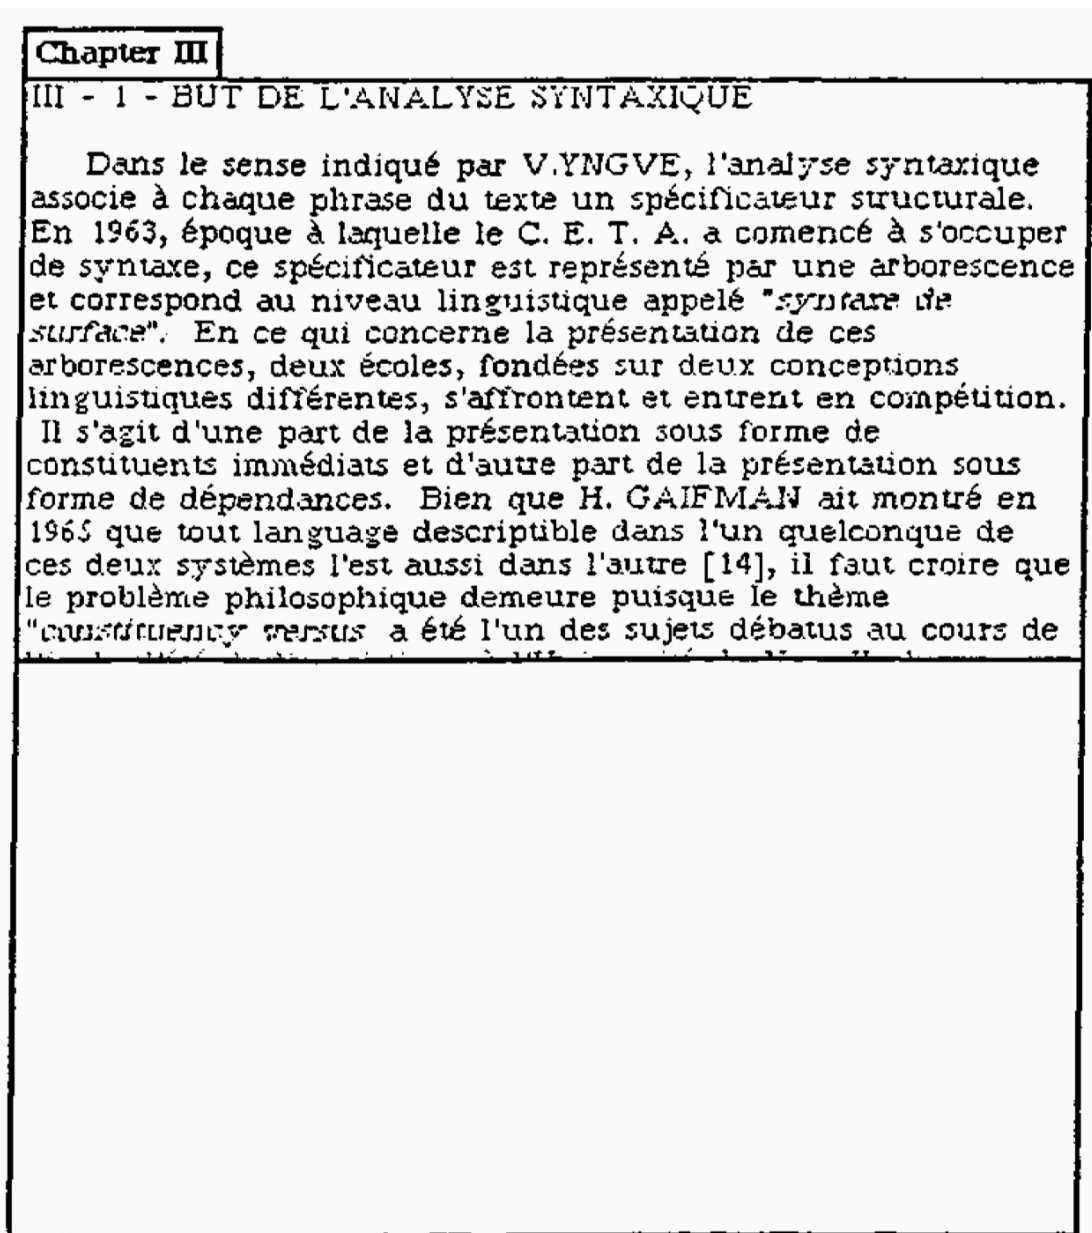 Chapter III
III - 1 - BUT DE L'ANALYSE SYNTAXIQUE
Dans le sense indiqué par V.YNGVE, l'analyse syntaxique
associe à chaque phrase du texte un spécificateur structurale.
En 1963, époque à laquelle le C. E. T. A. a comencé à s'occuper
de syntaxe, ce spécificateur est représenté par une arborescence
et correspond au niveau linguistique appelé "syntaxe de
surface". En ce qui concerne la présentation de ces
arborescences, deux écoles, fondées sur deux conceptions
linguistiques différentes, s'affrontent et entrent en compétition.
Il s'agit d'une part de la présentation sous forme de
constituents immédiats et d'autre part de la présentation sous
forme de dépendances. Bien que H. GAIFMAN ait montré en
1965 que tout language descriptible dans l'un quelconque de
ces deux systèmes l'est aussi dans l'autre [14], il faut croire que
le problème philosophique demeure puisque le thème
"constituency versus a été l'un des sujets débatus au cours de